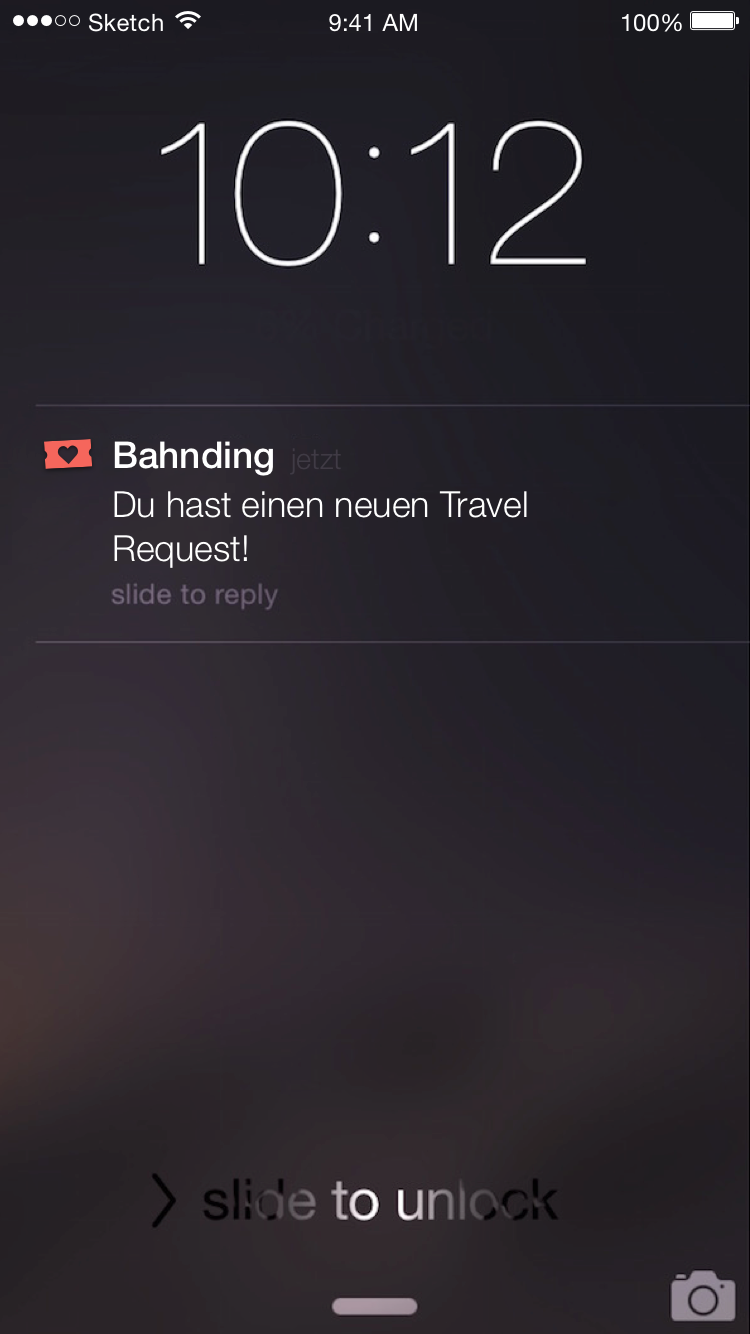 Sketch 9:41 AM 100%
10:12
Bahnding jetzt
Du hast einen neuen Travel
Request!
slide to reply
slide to unlock